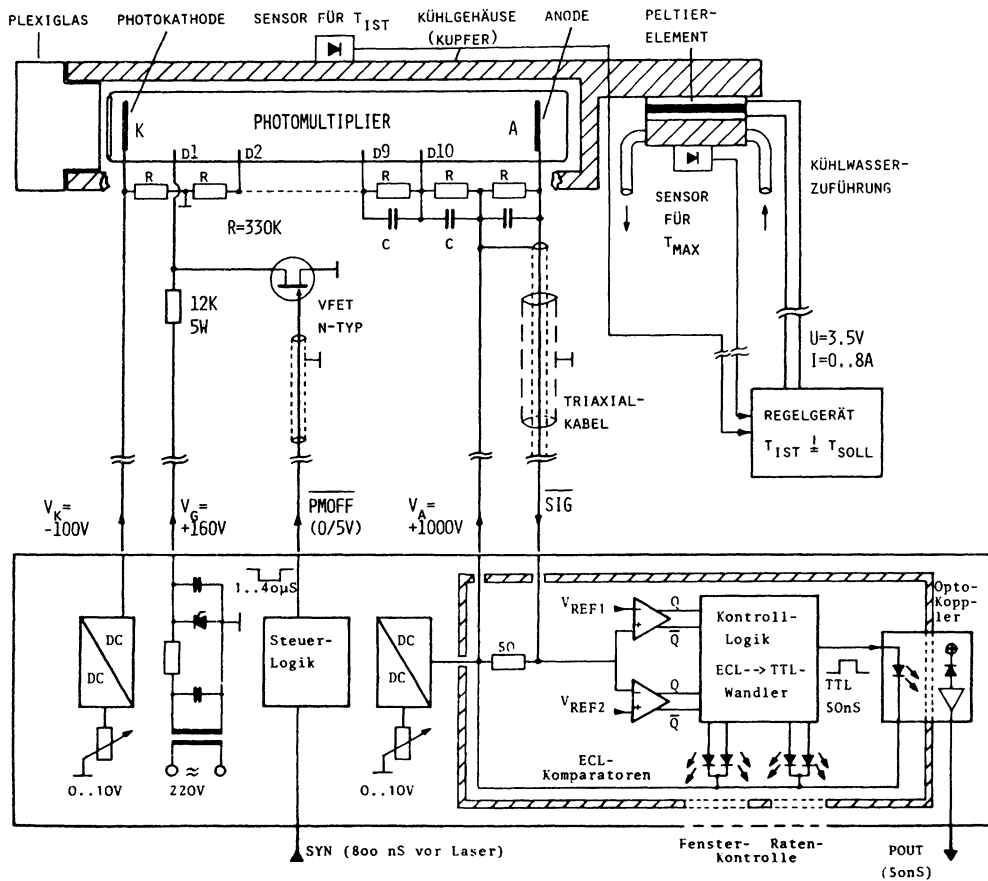 PLEXIGLAS
PHOTOKATHODE
SENSOR FÜR T_IST
KÜHLGEHÄUSE
(KUPFER)
ANODE
PELTIER-
ELEMENT
K
PHOTOMULTIPLIER
A
D1
D2
D9
D10
R
R
R
R
R
C
C
R=330K
SENSOR
FÜR
T_MAX
KÜHLWASSER-
ZUFÜHRUNG
12K
5W
VFET
N-TYP
TRIAXIAL-
KABEL
U=3.5V
I=0..8A
REGELGERÄT
T_IST = T_SOLL
!
V_K=
-100V
V_G=
+160V
PMOFF
(0/5V)
V_A=
+1000V
SIG
1..40µS
DC
DC
Steuer-
Logik
DC
DC
50
V_REF1
V_REF2
+
-
+
-
Q
Q
Q
Q
Kontroll-
Logik
ECL-->TTL-
Wandler
TTL
50nS
Opto-
Kopp-
ler
ECL-
Komparatoren
0..10V
220V
≈
0..10V
SYN (800 nS vor Laser)
Fenster-
Raten-
Kontrolle
POUT
(50nS)